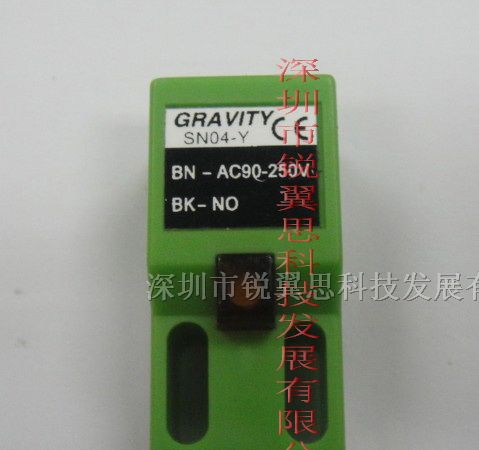 GRAVITY
SN04-Y
CE
BN - AC90-250V
BK- NO
深圳市锐翼思科技发展有限
深圳市锐翼思科技发展有